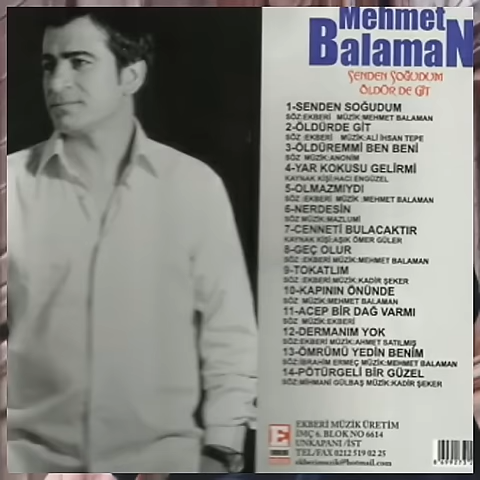 Mehmet
Balaman
SENDEN SOĞUDUM
ÖLDÜR DE GİT
1-SENDEN SOĞUDUM
SÖZ:EKBERİ MÜZİK:MEHMET BALAMAN
2-ÖLDÜRDE GİT
SÖZ :EKBERİ MÜZİK:ALİ İHSAN TEPE
3-ÖLDÜREMMİ BEN BENİ
SÖZ MÜZİK:ANONİM
4-YAR KOKUSU GELİRMİ
KAYNAK KİŞİ:HACI ENGÜZEL
5-OLMAZMIYDI
SÖZ :EKBERİ MÜZİK:MEHMET BALAMAN
6-NERDESİN
SÖZ MÜZİK:MAZLUMİ
7-CENNETİ BULACAKTIR
KAYNAK KİŞİ:AŞIK ÖMER GÜLER
8-GEÇ OLUR
SÖZ :EKBERİ MÜZİK:MEHMET BALAMAN
9-TOKATLIM
SÖZ :EKBERİ MÜZİK:KADİR ŞEKER
10-KAPININ ÖNÜNDE
SÖZ MÜZİK:MEHMET BALAMAN
11-ACEP BİR DAĞ VARMI
SÖZ MÜZİK:EKBERİ
12-DERMANIM YOK
SÖZ:EKBERİ MÜZİK:AHMET SATILMIŞ
13-ÖMRÜMÜ YEDİN BENİM
SÖZ:İBRAHİM ERMEÇ MÜZİK:MEHMET BALAMAN
14-PÖTÜRGELİ BİR GÜZEL
SÖZ:MİHMANİ GÜLBAŞ MÜZİK:KADİR ŞEKER
E
EKBERİ MÜZİK ÜRETİM
İMÇ 6. BLOK NO 6614
UNKAPANI /İST
TEL/FAX 0212 519 02 25
ekberimuzik@hotmail.com